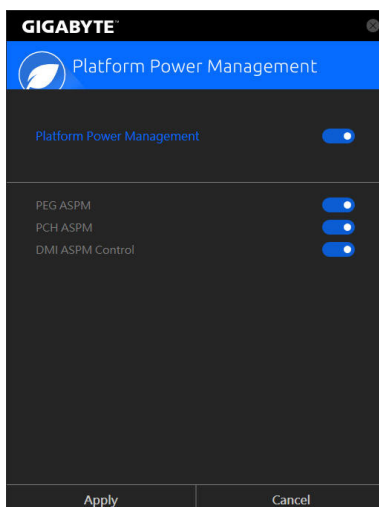 GIGABYTE™
Platform Power Management
Platform Power Management
PEG ASPM
PCH ASPM
DMI ASPM Control
Apply Cancel